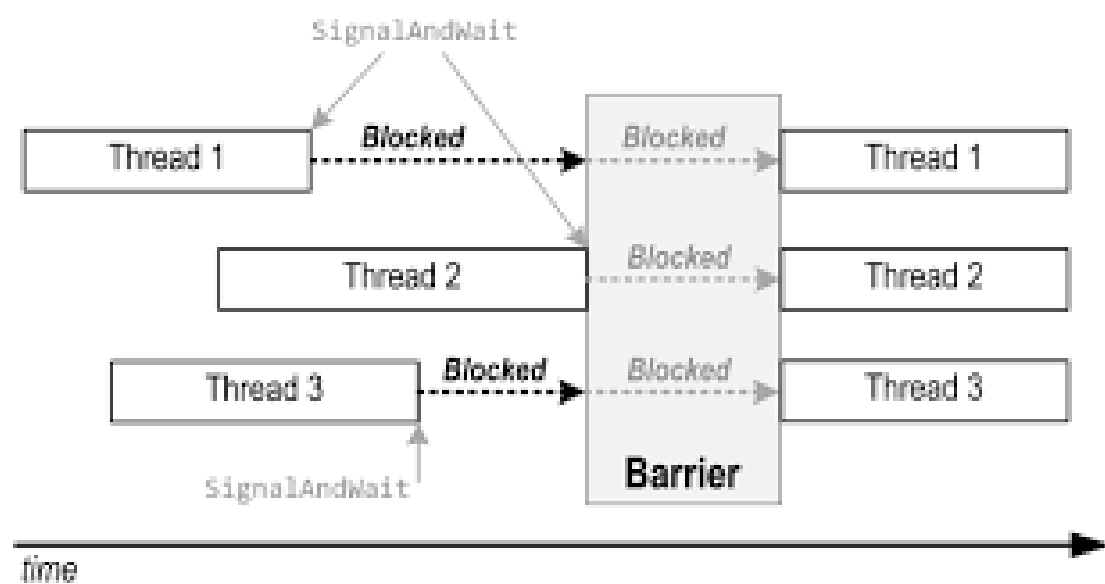 SignalAndWait
Blocked Blocked
Thread 1 Thread 1
Blocked
Thread 2 Thread 2
Blocked Blocked
Thread 3 Thread 3
Barrier
SignalAndWait
time